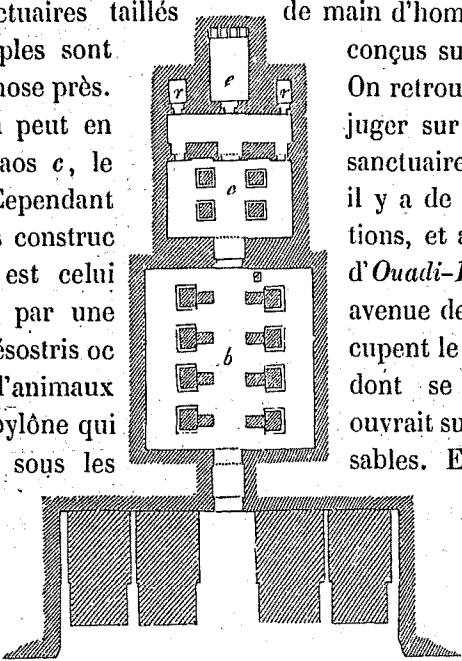 ctuaires taillés de main d'hom
ples sont conçus su
hose près. On retrou
peut en juger sur
aos c, le sanctuaire
Cependant il y a de
construc tions, et a
est celui d'Ouadi-
par une avenue de
ésostris oc cupent le
d'animaux dont se
pylône qui ouvrait su
sous les sables. E
e
r r
c
b